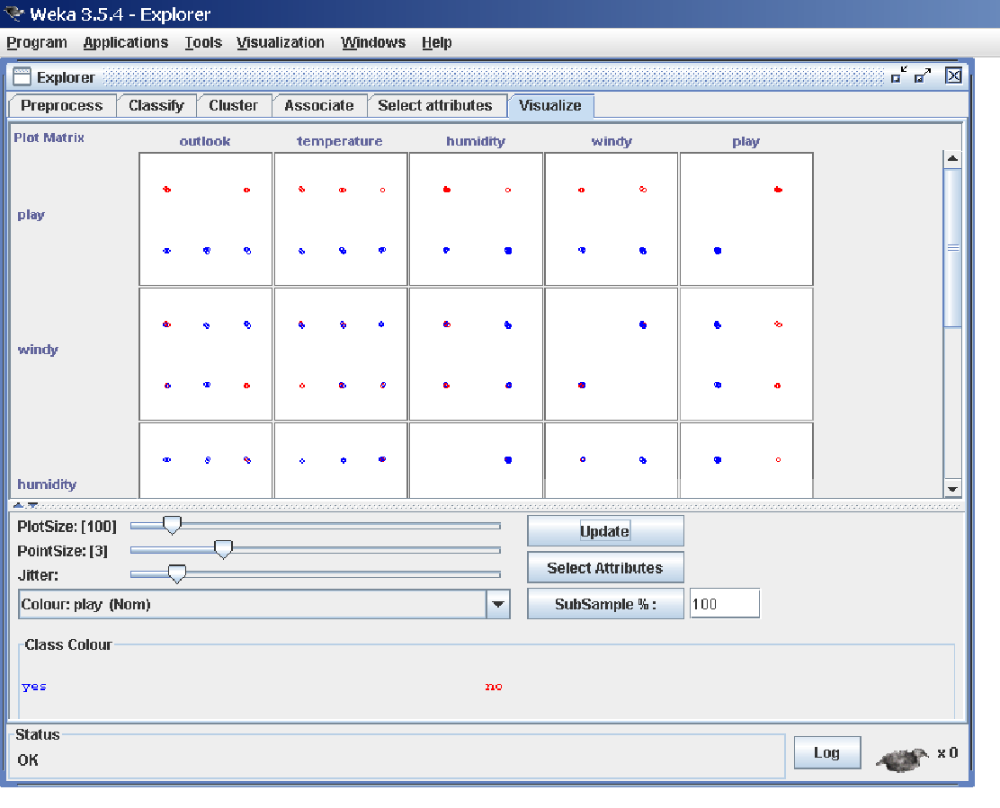 Weka 3.5.4 - Explorer
Program Applications Tools Visualization Windows Help
Explorer
Preprocess Classify Cluster Associate Select attributes Visualize
Plot Matrix outlook temperature humidity windy play
play
windy
humidity
PlotSize: [100]
Update
PointSize: [3]
Select Attributes
Jitter:
Colour: play (Nom)
SubSample % : 100
Class Colour
yes no
Status
OK
Log x 0